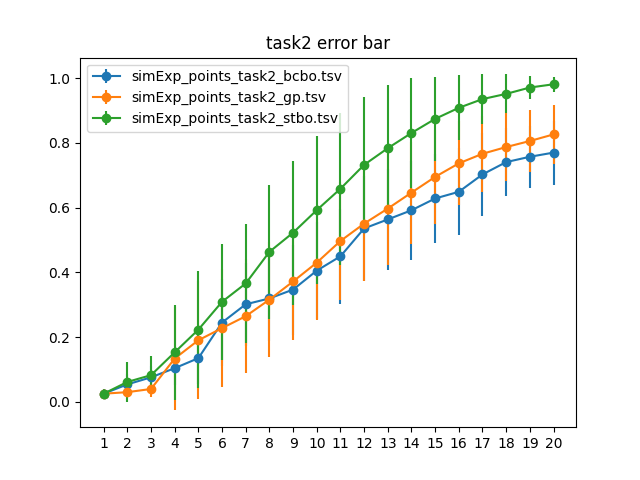 task2 error bar
simExp_points_task2_bcbo.tsv
simExp_points_task2_gp.tsv
simExp_points_task2_stbo.tsv
1.0
0.8
0.6
0.4
0.2
0.0
1 2 3 4 5 6 7 8 9 10 11 12 13 14 15 16 17 18 19 20